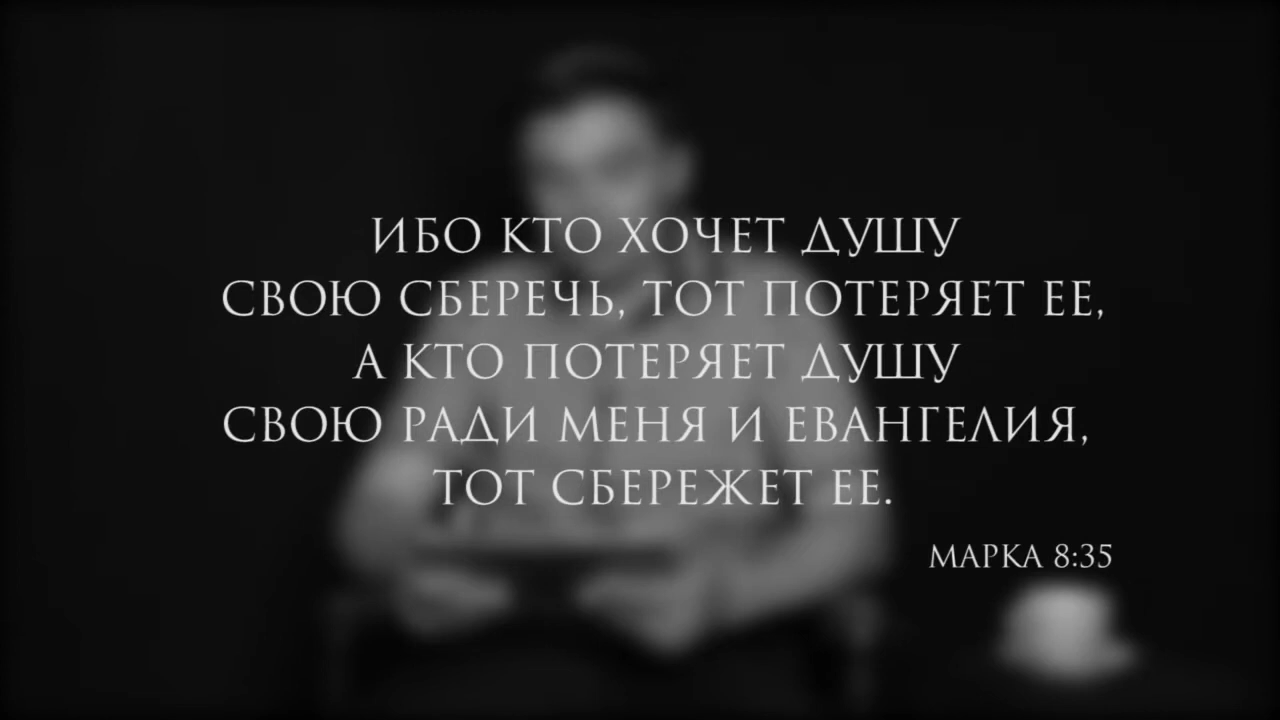 ИБО КТО ХОЧЕТ ДУШУ
СВОЮ СБЕРЕЧЬ, ТОТ ПОТЕРЯЕТ ЕЕ,
А КТО ПОТЕРЯЕТ ДУШУ
СВОЮ РАДИ МЕНЯ И ЕВАНГЕЛИЯ,
ТОТ СБЕРЕЖЕТ ЕЕ.
МАРКА 8:35